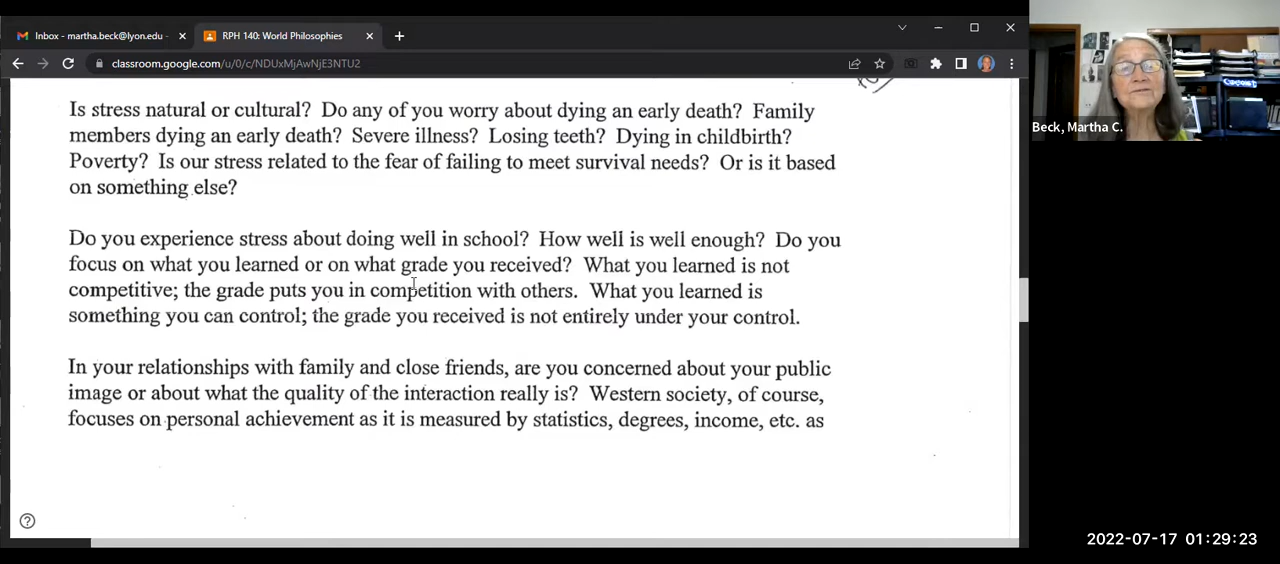 Inbox - martha.beck@lyon.edu -
RPH 140: World Philosophies
classroom.google.com/u/0/c/NDUxMjAwNjE3NTU2
Is stress natural or cultural? Do any of you worry about dying an early death? Family
members dying an early death? Severe illness? Losing teeth? Dying in childbirth?
Poverty? Is our stress related to the fear of failing to meet survival needs? Or is it based
on something else?
Do you experience stress about doing well in school? How well is well enough? Do you
focus on what you learned or on what grade you received? What you learned is not
competitive; the grade puts you in competition with others. What you learned is
something you can control; the grade you received is not entirely under your control.
In your relationships with family and close friends, are you concerned about your public
image or about what the quality of the interaction really is? Western society, of course,
focuses on personal achievement as it is measured by statistics, degrees, income, etc. as
Beck, Martha C.
2022-07-17 01:29:23